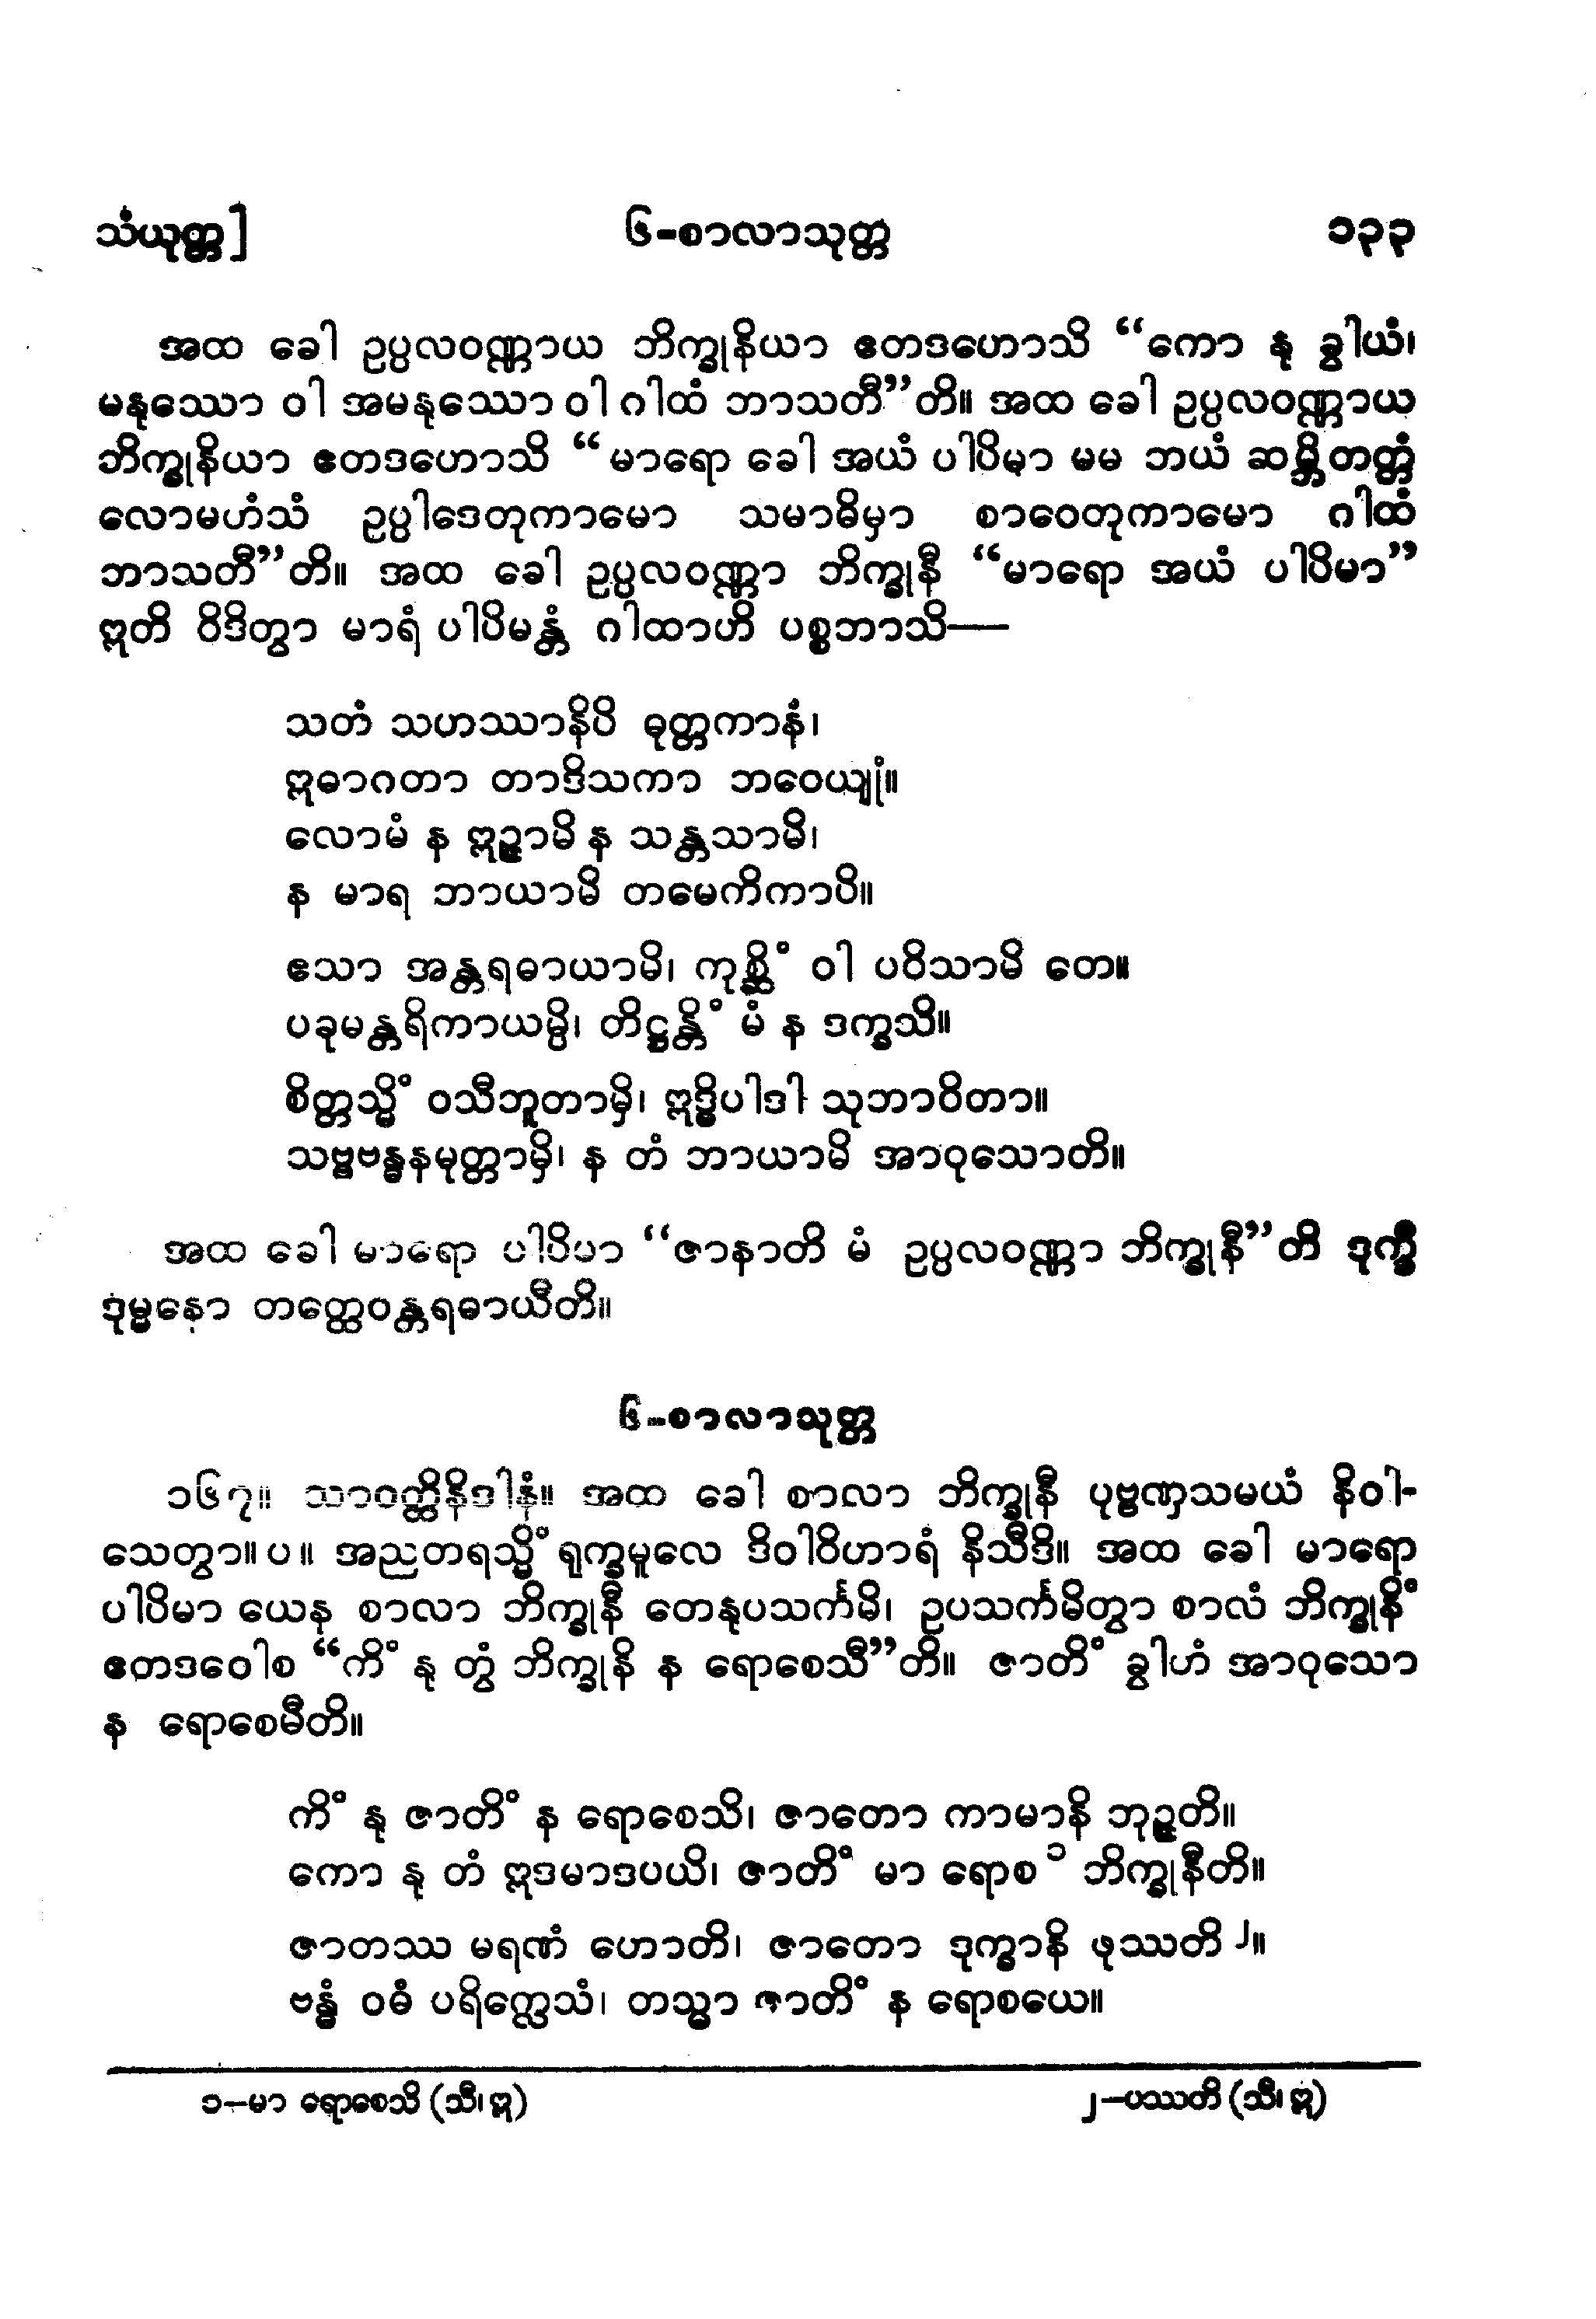 သံယုတ္တ] ၆-စာလာသုတ္တ ၁၃၃
အထ ခေါ ဥပ္ပလဝဏ္ဏာယ ဘိက္ခုနိယာ ဧတဒဟောသိ “ကော နု ခွါယံ၊
မနုဿော ဝါ အမနုဿော ဝါ ဂါထံ ဘာသတီ”တိ။ အထ ခေါ ဥပ္ပလဝဏ္ဏာယ
ဘိက္ခုနိယာ ဧတဒဟောသိ “မာရော ခေါ အယံ ပါပိမာ မမ ဘယံ ဆမ္ဘိတတ္တံ
လောမဟံသံ ဥပ္ပါဒေတုကာမော သမာဓိမှာ စာဝေတုကာမော ဂါထံ
ဘာသတီ”တိ။ အထ ခေါ ဥပ္ပလဝဏ္ဏာ ဘိက္ခုနီ “မာရော အယံ ပါပိမာ”
ဣတိ ဝိဒိတွာ မာရံ ပါပိမန္တံ ဂါထာဟိ ပစ္စဘာသိ—
သတံ သဟဿာနိပိ ဓုတ္တကာနံ၊
ဣဓာဂတာ တာဒိသကာ ဘဝေယျုံ။
လောမံ န ဣဉ္ဇာမိ န သန္တသာမိ၊
န မာရ ဘာယာမိ တမေကိကာပိ။
ဧသာ အန္တရဓာယာမိ၊ ကုစ္ဆိံ ဝါ ပဝိသာမိ တေ။
ပခုမန္တရိကာယမ္ပိ၊ တိဋ္ဌန္တိံ မံ န ဒက္ခသိ။
စိတ္တသ္မိံ ဝသီဘူတာမှိ၊ ဣဒ္ဓိပါဒါ သုဘာဝိတာ။
သဗ္ဗဗန္ဓနမုတ္တာမှိ၊ န တံ ဘာယာမိ အာဝုသောတိ။
အထ ခေါ မာရော ပါပိမာ “ဇာနာတိ မံ ဥပ္ပလဝဏ္ဏာ ဘိက္ခုနီ”တိ ဒုက္ခီ
ဒုမ္မနော တတ္ထေဝန္တရဓာယီတိ။
၆-စာလာသုတ္တ
၁၆၇။ သာဝတ္ထိနိဒါနံ။ အထ ခေါ စာလာ ဘိက္ခုနီ ပုဗ္ဗဏှသမယံ နိဝါ-
သေတွာ။ ပ ။ အညတရသ္မိံ ရုက္ခမူလေ ဒိဝါဝိဟာရံ နိသီဒိ။ အထ ခေါ မာရော
ပါပိမာ ယေန စာလာ ဘိက္ခုနီ တေနုပသင်္ကမိ၊ ဥပသင်္ကမိတွာ စာလံ ဘိက္ခုနိံ
ဧတဒဝေါစ “ကိံ နု တွံ ဘိက္ခုနိ န ရောစေသီ”တိ။ ဇာတိံ ခွါဟံ အာဝုသော
န ရောစေမီတိ။
ကိံ နု ဇာတိံ န ရောစေသိ၊ ဇာတော ကာမာနိ ဘုဉ္ဇတိ။
ကော နု တံ ဣဒမာဒပယိ၊ ဇာတိံ မာ ရောစ ၁ ဘိက္ခုနီတိ။
ဇာတဿ မရဏံ ဟောတိ၊ ဇာတော ဒုက္ခာနိ ဖုဿတိ ၂။
ဗန္ဓံ ဝဓံ ပရိက္လေသံ၊ တသ္မာ ဇာတိံ န ရောစယေ။
၁-မာ ရောစေသိ (သီ၊ ဣ) ၂-ပဿတိ (သီ၊ ဣ)